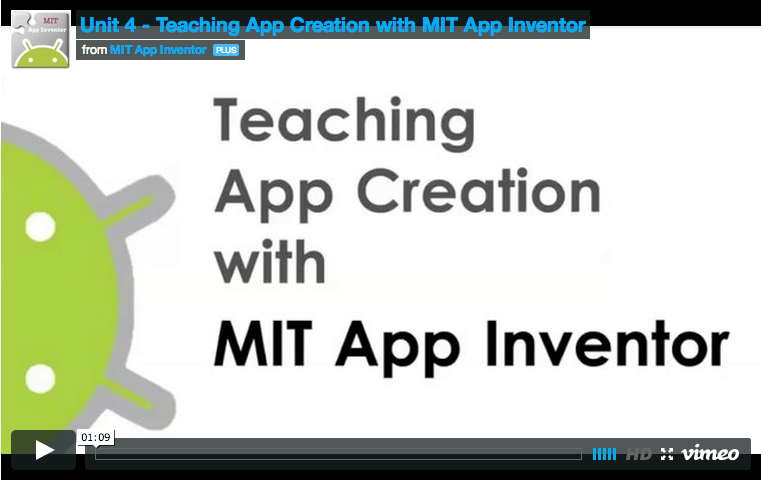 MIT
App Inventor
Unit 4 - Teaching App Creation with MIT App Inventor
from MIT App Inventor PLUS
Teaching
App Creation
with
MIT App Inventor
01:09
HD vimeo